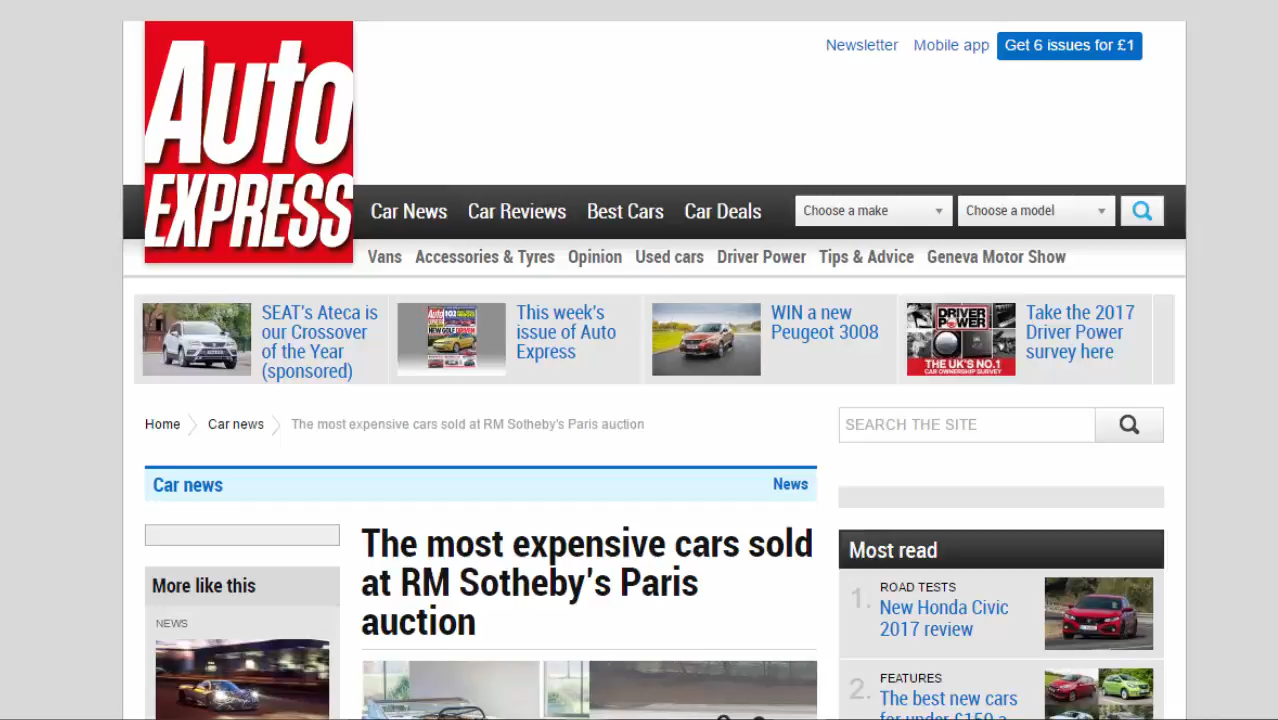 Auto
EXPRESS
Newsletter Mobile app Get 6 issues for £1
Car News Car Reviews Best Cars Car Deals Choose a make Choose a model
Vans Accessories & Tyres Opinion Used cars Driver Power Tips & Advice Geneva Motor Show
SEAT's Ateca is
our Crossover
of the Year
(sponsored)
This week's
issue of Auto
Express
WIN a new
Peugeot 3008
DRIVER
POWER
THE UK'S NO.1
CAR OWNERSHIP SURVEY
Take the 2017
Driver Power
survey here
Home Car news The most expensive cars sold at RM Sotheby's Paris auction
SEARCH THE SITE
Car news News
The most expensive cars sold
at RM Sotheby's Paris
auction
More like this
NEWS
Most read
1. ROAD TESTS
New Honda Civic
2017 review
2. FEATURES
The best new cars
for under £150 a